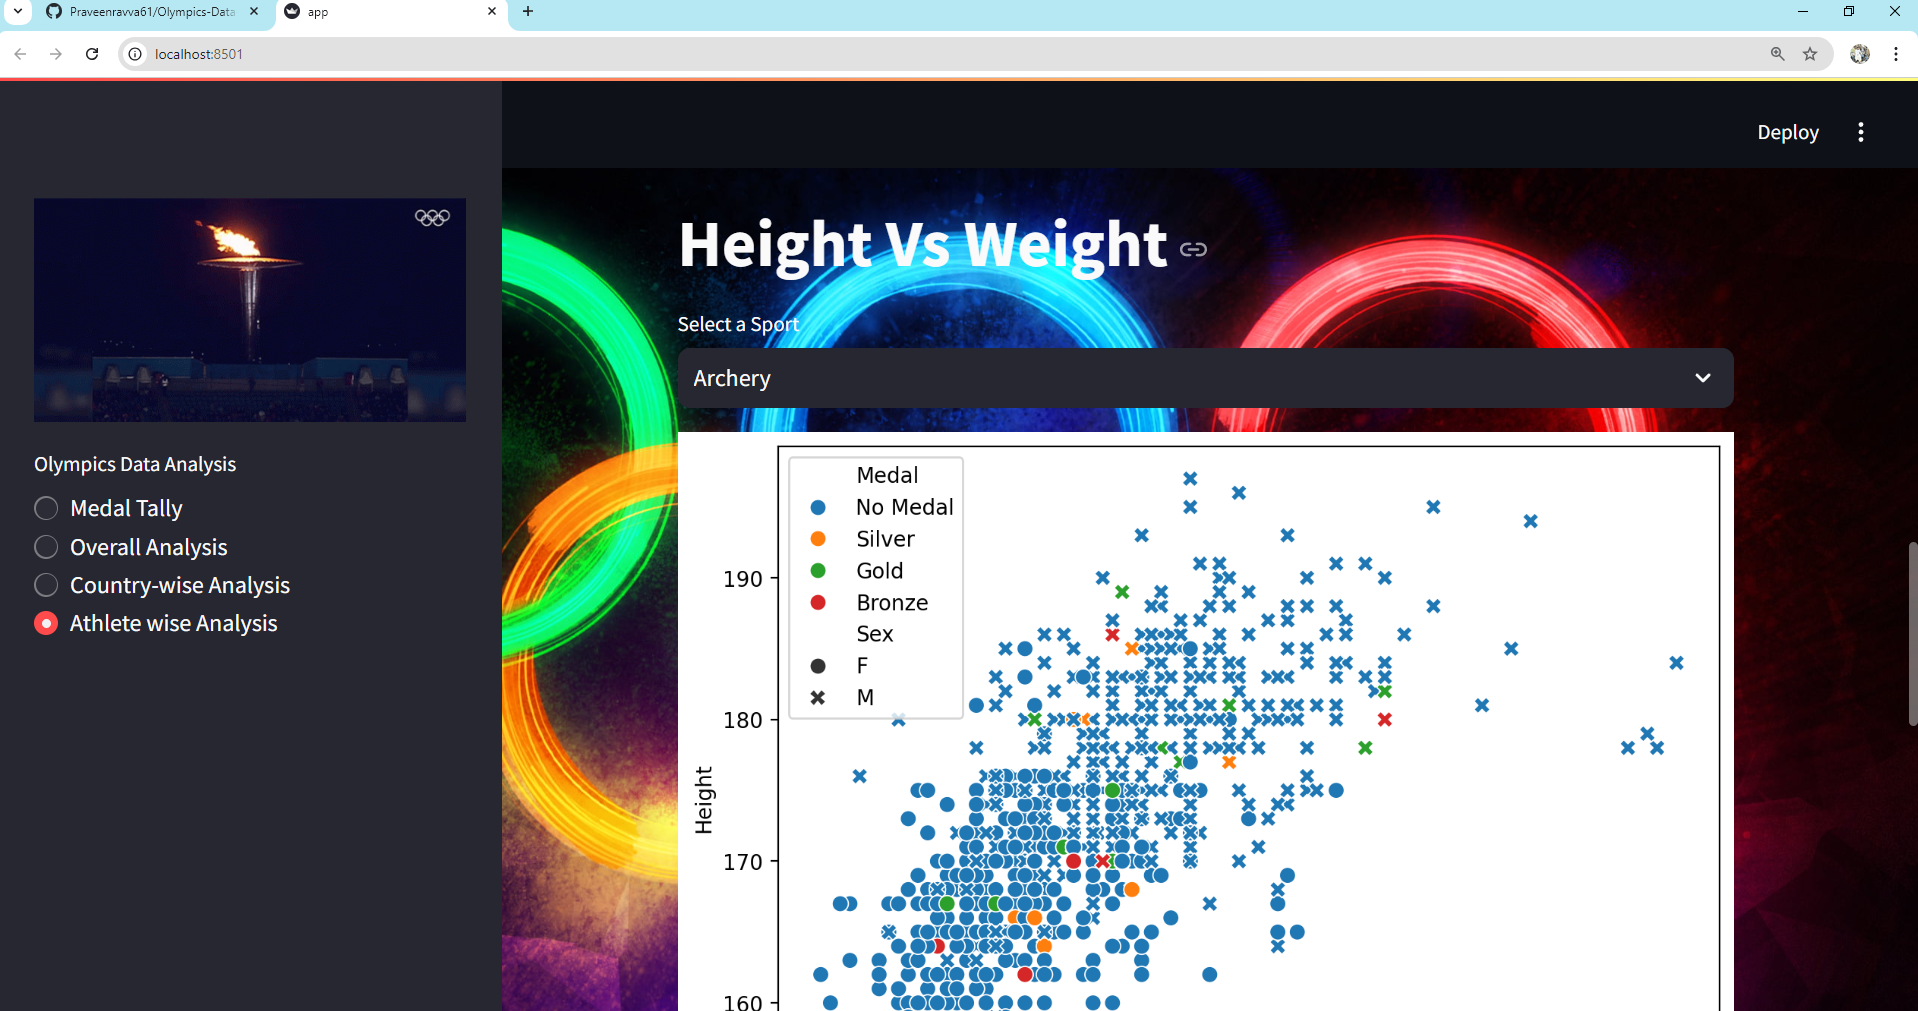 Praveenravva61/Olympics-Data
app
localhost:8501
Deploy
Height Vs Weight
Select a Sport
Archery
Olympics Data Analysis
Medal Tally
Overall Analysis
Country-wise Analysis
Athlete wise Analysis
Medal
No Medal
Silver
Gold
Bronze
Sex
F
M
190
180
170
160
Height